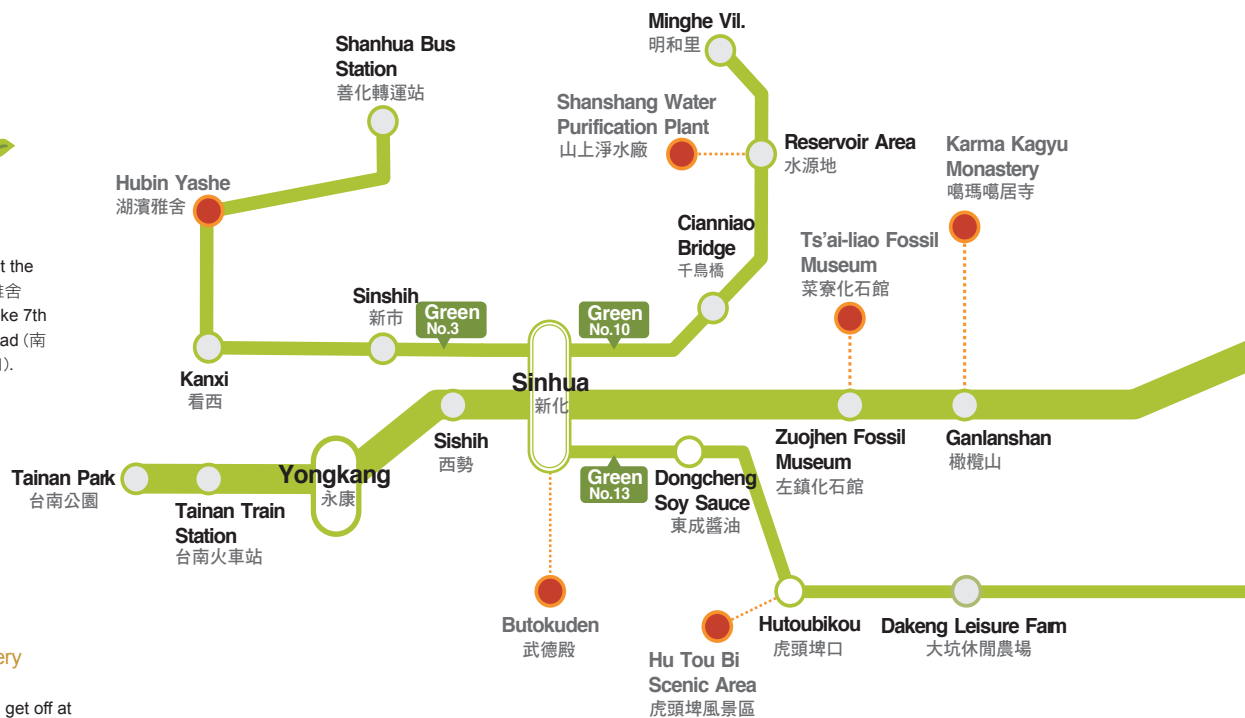 Minghe Vil.
明和里
Shanhua Bus
Station
善化轉運站
Shanshang Water
Purification Plant
山上淨水廠
Reservoir Area
水源地
Karma Kagyu
Monastery
噶瑪噶居寺
Hubin Yashe
湖濱雅舍
Cianniao
Bridge
千鳥橋
Ts'ai-liao Fossil
Museum
菜寮化石館
t the
雅舍
ke 7th
ad (南
).
Sinshih
新市
Green
No.3
Green
No.10
Kanxi
看西
Sinhua
新化
Sishih
西勢
Zuojhen Fossil
Museum
左鎮化石館
Ganlanshan
橄欖山
Tainan Park
台南公園
Tainan Train
Station
台南火車站
Yongkang
永康
Green
No.13
Dongcheng
Soy Sauce
東成醬油
Butokuden
武德殿
Hutoubikou
虎頭埤口
Dakeng Leisure Farm
大坑休閒農場
Hu Tou Bi
Scenic Area
虎頭埤風景區
ery
get off at